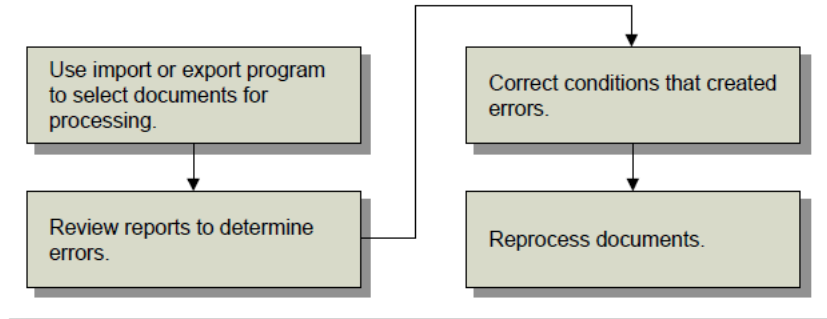 Use import or export program
to select documents for
processing.
Review reports to determine
errors.
Correct conditions that created
errors.
Reprocess documents.